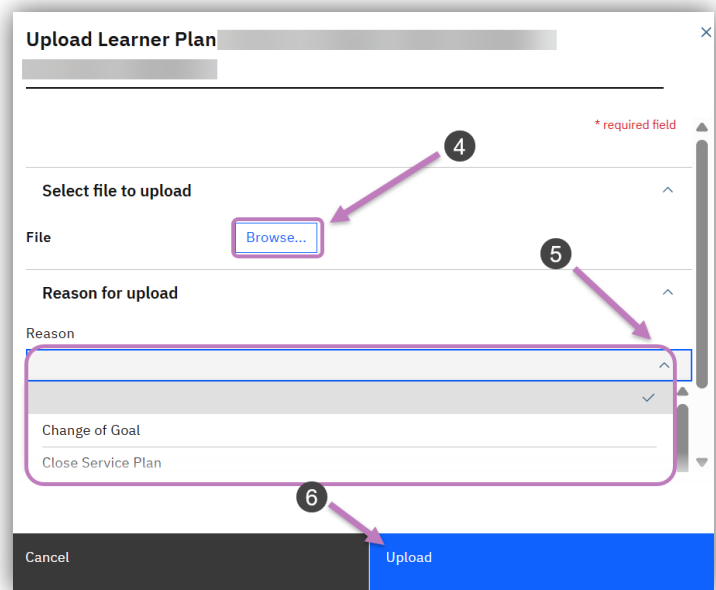 Upload Learner Plan
* required field
4
Select file to upload
File
Browse...
5
Reason for upload
Reason
Change of Goal
Close Service Plan
6
Cancel
Upload